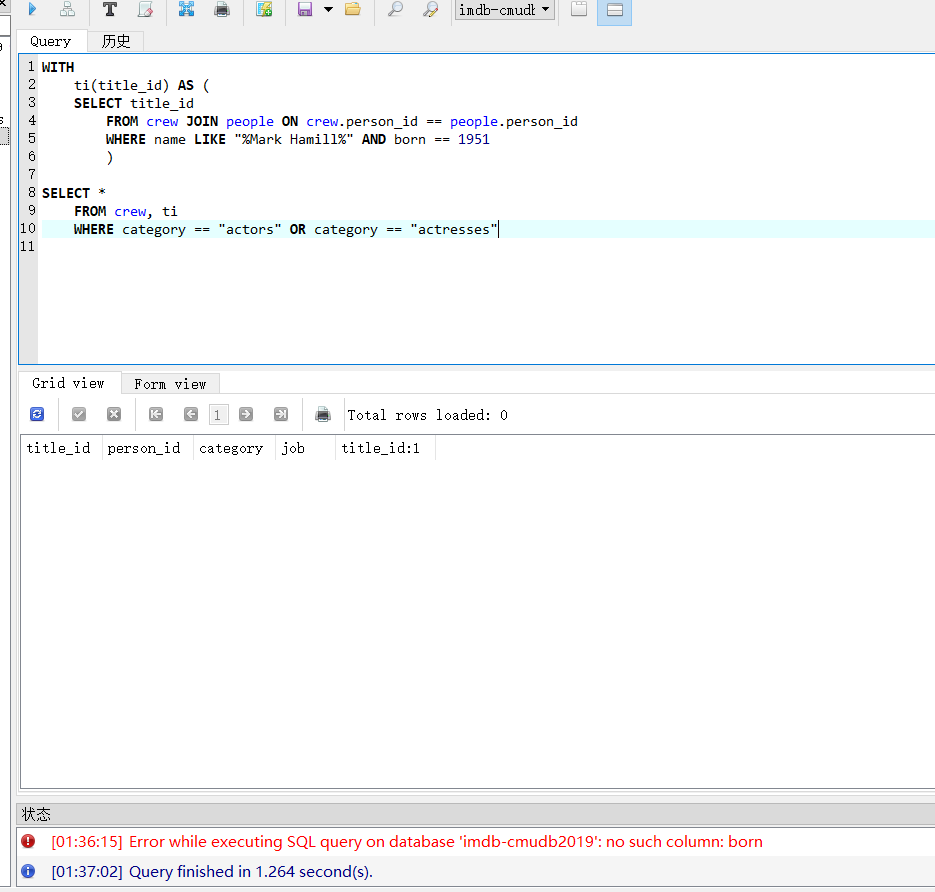 imdb-cmudb
Query 历史
1 WITH
2 ti(title_id) AS (
3 SELECT title_id
4 FROM crew JOIN people ON crew.person_id == people.person_id
5 WHERE name LIKE "%Mark Hamill%" AND born == 1951
6 )
7
8 SELECT *
9 FROM crew, ti
10 WHERE category == "actors" OR category == "actresses"
11
Grid view Form view
1 Total rows loaded: 0
title_id person_id category job title_id:1
状态
[01:36:15] Error while executing SQL query on database 'imdb-cmudb2019': no such column: born
[01:37:02] Query finished in 1.264 second(s).